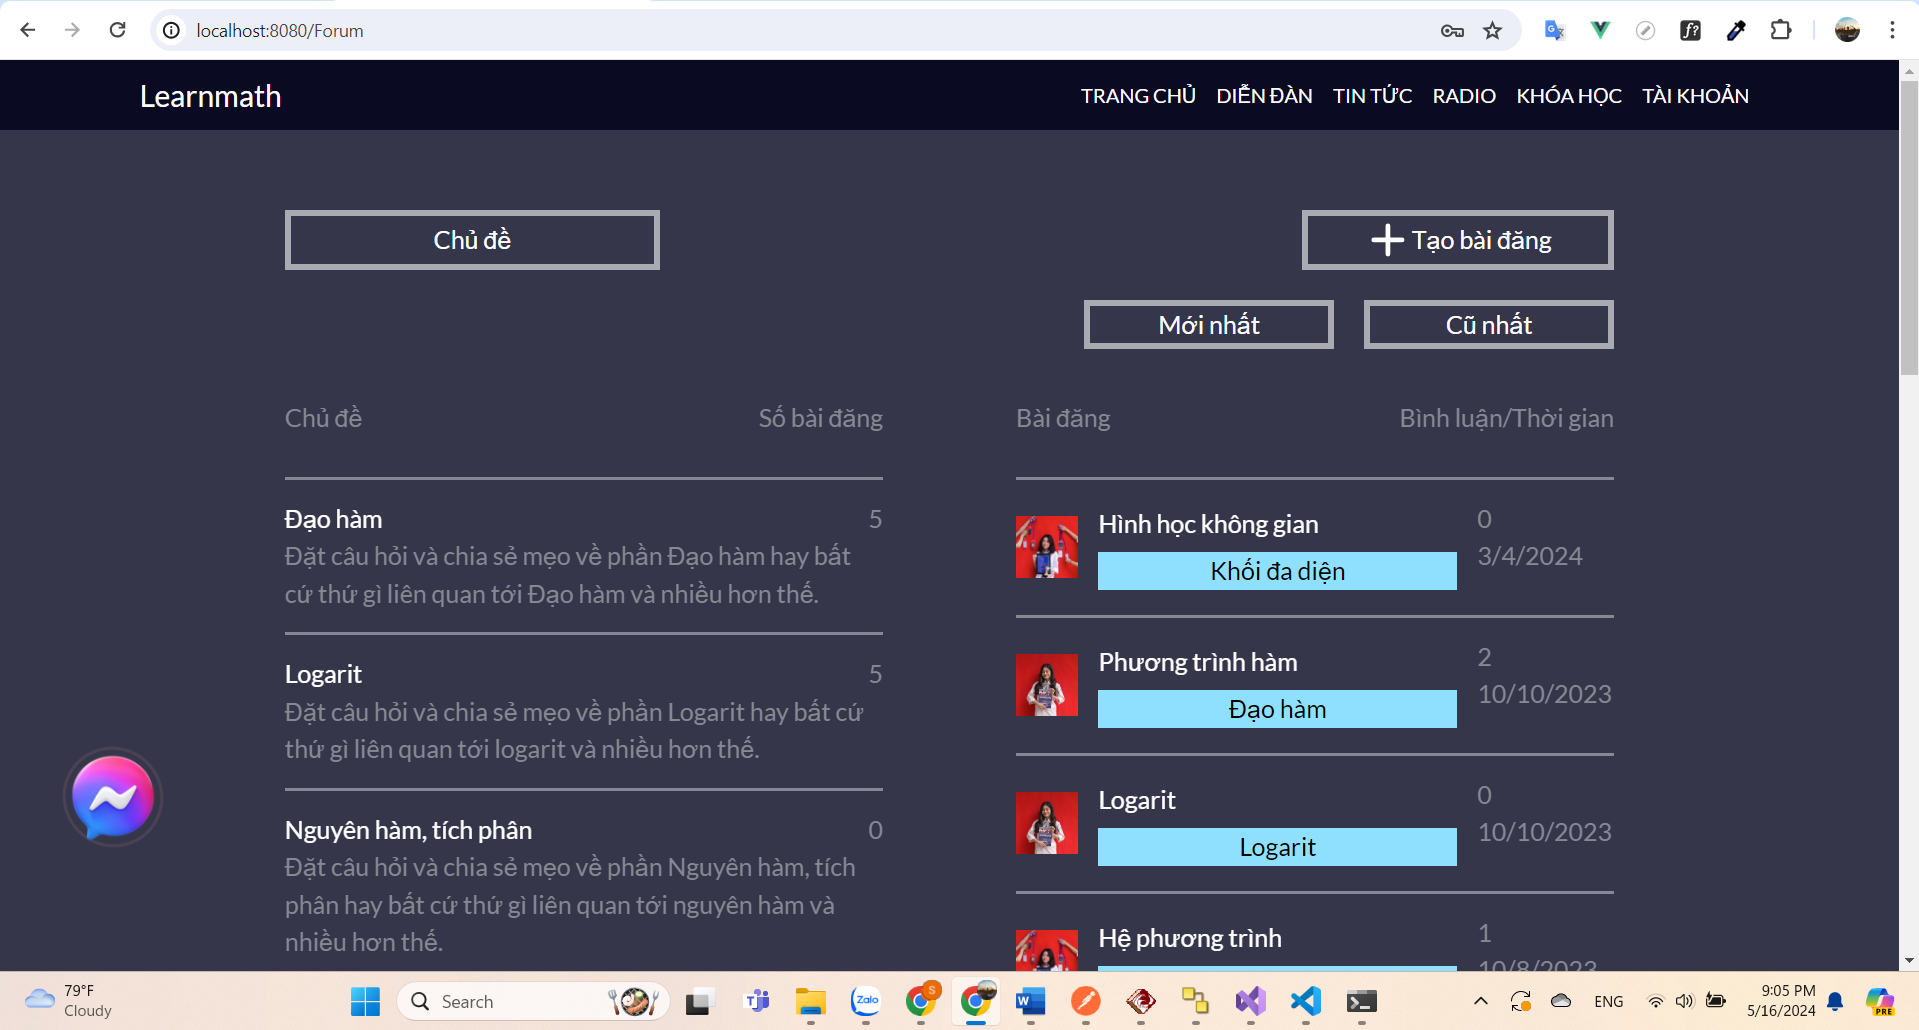 localhost:8080/Forum
Learnmath
TRANG CHỦ DIỄN ĐÀN TIN TỨC RADIO KHÓA HỌC TÀI KHOẢN
Chủ đề
Tạo bài đăng
Mới nhất
Cũ nhất
Chủ đề
Số bài đăng
Đạo hàm
5
Đặt câu hỏi và chia sẻ mẹo về phần Đạo hàm hay bất
cứ thứ gì liên quan tới Đạo hàm và nhiều hơn thế.
Logarit
5
Đặt câu hỏi và chia sẻ mẹo về phần Logarit hay bất cứ
thứ gì liên quan tới logarit và nhiều hơn thế.
Nguyên hàm, tích phân
0
Đặt câu hỏi và chia sẻ mẹo về phần Nguyên hàm, tích
phân hay bất cứ thứ gì liên quan tới nguyên hàm và
nhiều hơn thế.
Bài đăng
Bình luận/Thời gian
Hình học không gian
0
Khối đa diện
3/4/2024
Phương trình hàm
2
Đạo hàm
10/10/2023
Logarit
0
Logarit
10/10/2023
Hệ phương trình
1
10/8/2023
79°F
Cloudy
Search
Zalo
S
ENG
9:05 PM
5/16/2024
PRE